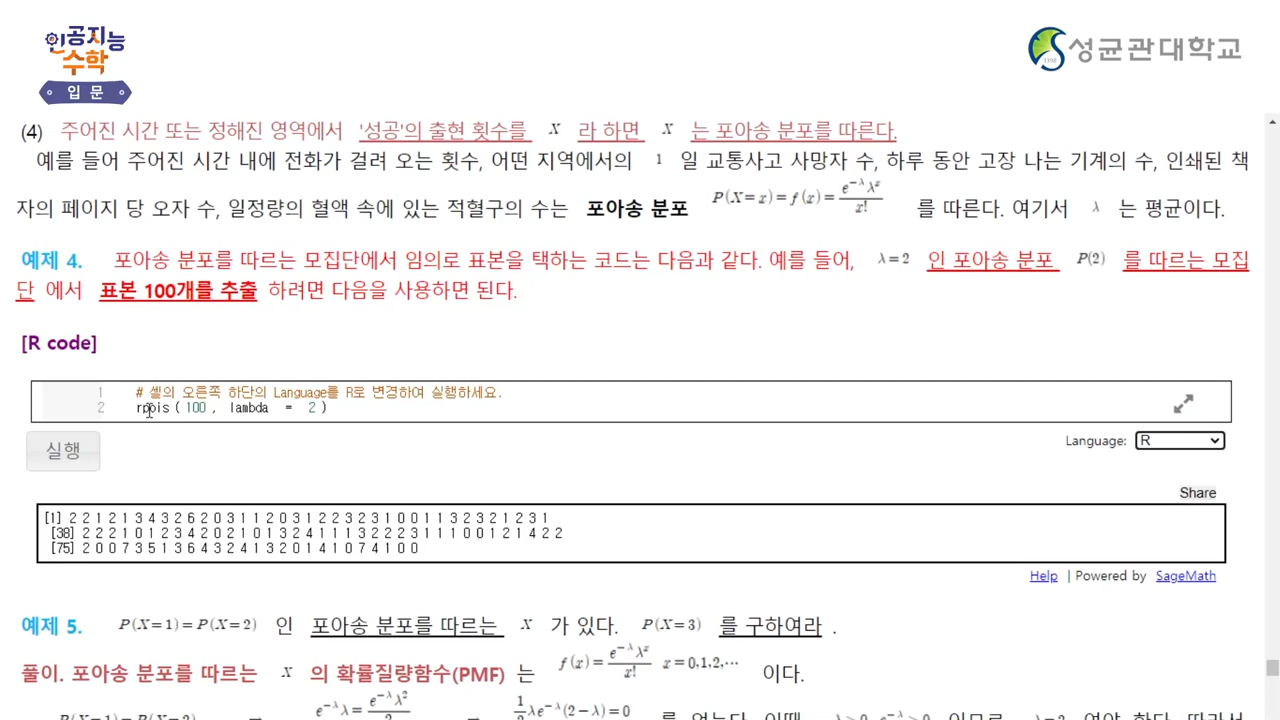 인공지능
수학
입문
성균관대학교
(4) 주어진 시간 또는 정해진 영역에서 '성공'의 출현 횟수를 X 라 하면 X 는 포아송 분포를 따른다.
예를 들어 주어진 시간 내에 전화가 걸려 오는 횟수, 어떤 지역에서의 1 일 교통사고 사망자 수, 하루 동안 고장 나는 기계의 수, 인쇄된 책
자의 페이지 당 오자 수, 일정량의 혈액 속에 있는 적혈구의 수는 포아송 분포 P(X=x)=f(x)=\frac{e^{-λ}λ^x}{x!} 를 따른다. 여기서 λ 는 평균이다.
예제 4. 포아송 분포를 따르는 모집단에서 임의로 표본을 택하는 코드는 다음과 같다. 예를 들어, λ=2 인 포아송 분포 P(2) 를 따르는 모집
단 에서 표본 100개를 추출 하려면 다음을 사용하면 된다.
[R code]
1 # 셀의 오른쪽 하단의 Language를 R로 변경하여 실행하세요.
2 rpois(100, lambda = 2)
실행
Language: R
Share
[1] 2 2 1 2 1 3 4 3 2 6 2 0 3 1 1 2 0 3 1 2 2 3 2 3 1 0 0 1 1 3 2 3 2 1 2 3 1
[38] 2 2 2 1 0 1 2 3 4 2 0 2 1 0 1 3 2 4 1 1 1 3 2 2 2 3 1 1 1 0 0 1 2 1 4 2 2
[75] 2 0 0 7 3 5 1 3 6 4 3 2 4 1 3 2 0 1 4 1 0 7 4 1 0 0
Help | Powered by SageMath
예제 5. P(X=1)=P(X=2) 인 포아송 분포를 따르는 X 가 있다. P(X=3) 를 구하여라 .
풀이. 포아송 분포를 따르는 X 의 확률질량함수(PMF) 는 f(x)=\frac{e^{-λ}λ^x}{x!} x=0,1,2,⋯ 이다.